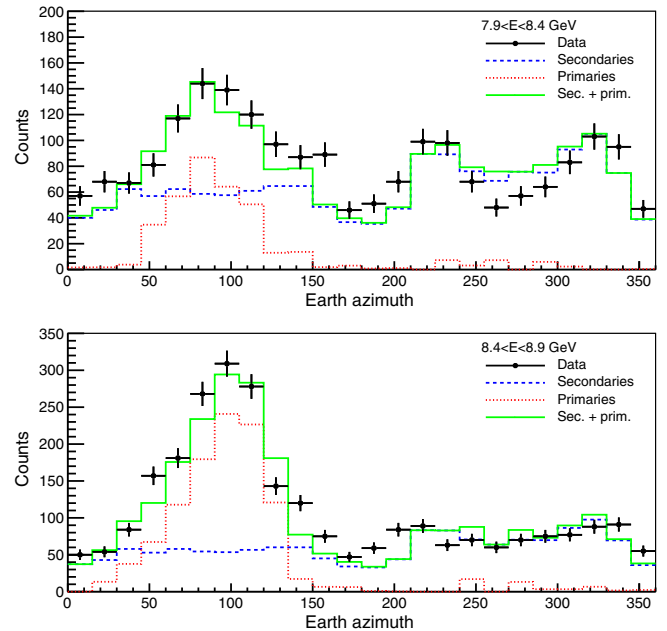 7.9<E<8.4 GeV
Data
Secondaries
Primaries
Sec. + prim.
Counts
200
180
160
140
120
100
80
60
40
20
0
0 50 100 150 200 250 300 350
Earth azimuth
8.4<E<8.9 GeV
Data
Secondaries
Primaries
Sec. + prim.
Counts
350
300
250
200
150
100
50
0
0 50 100 150 200 250 300 350
Earth azimuth